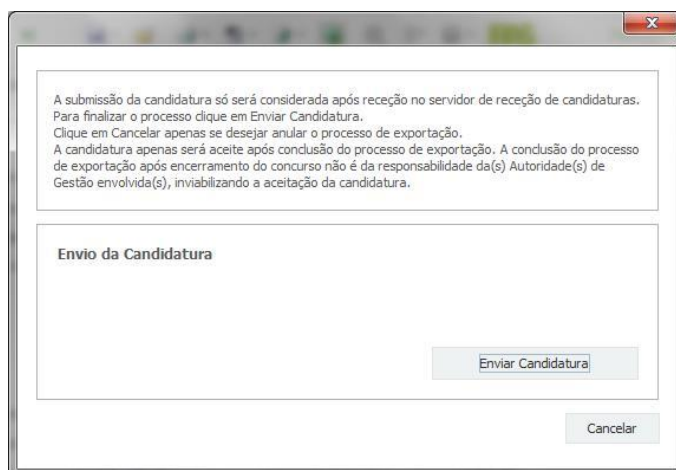 A submissão da candidatura só será considerada após receção no servidor de receção de candidaturas.
Para finalizar o processo clique em Enviar Candidatura.
Clique em Cancelar apenas se desejar anular o processo de exportação.
A candidatura apenas será aceite após conclusão do processo de exportação. A conclusão do processo
de exportação após encerramento do concurso não é da responsabilidade da(s) Autoridade(s) de
Gestão envolvida(s), inviabilizando a aceitação da candidatura.
Envio da Candidatura
Enviar Candidatura
Cancelar